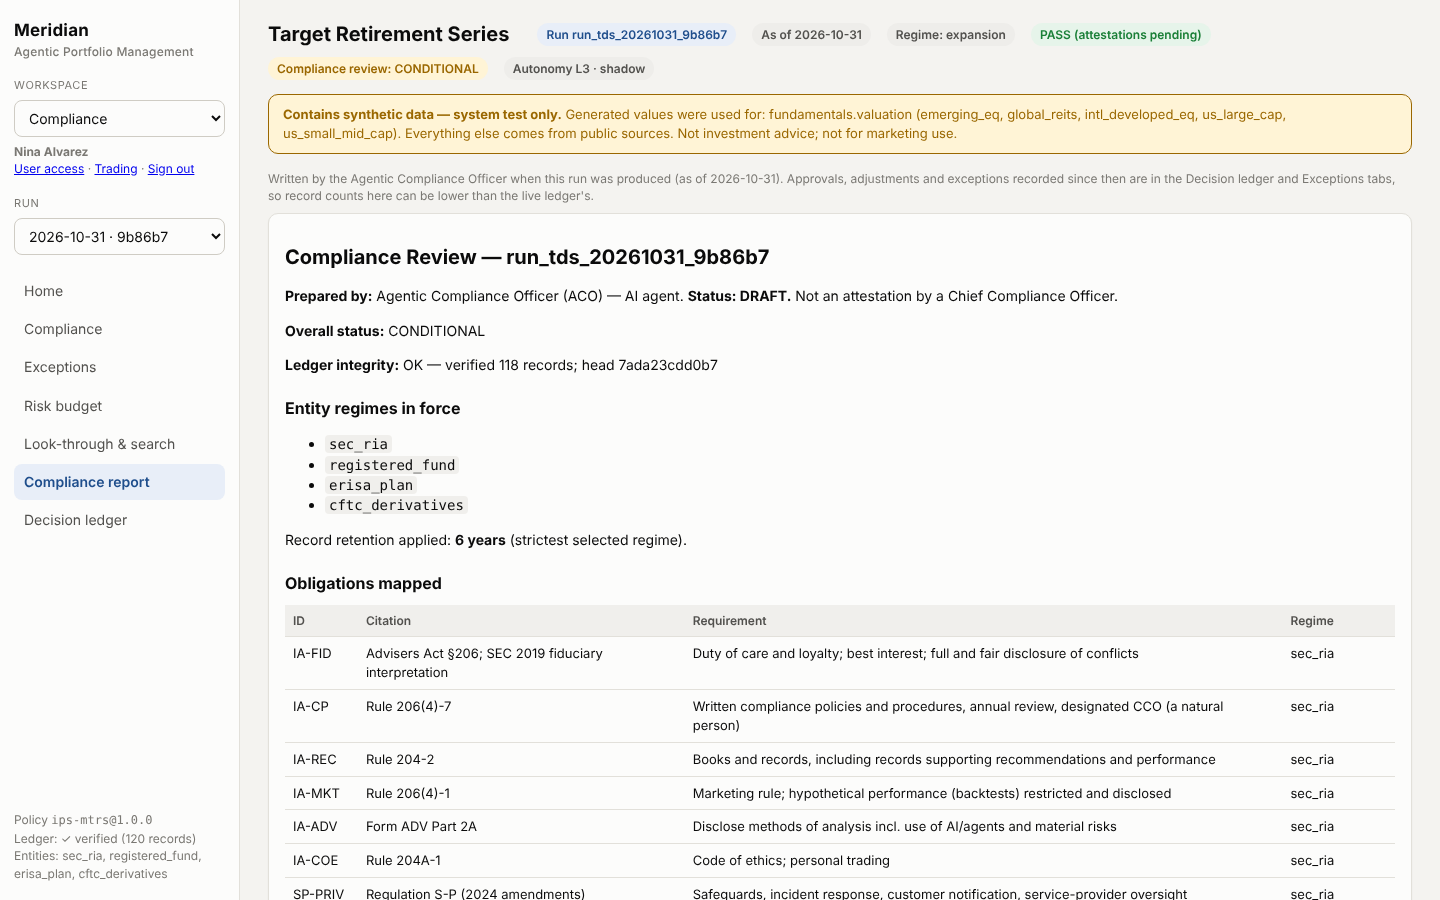 Meridian
Agentic Portfolio Management
WORKSPACE
Compliance
Nina Alvarez
User access · Trading · Sign out
RUN
2026-10-31 · 9b86b7
Home
Compliance
Exceptions
Risk budget
Look-through & search
Compliance report
Decision ledger
Policy ips-mtrs@1.0.0
Ledger: ✓ verified (120 records)
Entities: sec_ria, registered_fund,
erisa_plan, cftc_derivatives
Target Retirement Series
Run run_tds_20261031_9b86b7
As of 2026-10-31
Regime: expansion
PASS (attestations pending)
Compliance review: CONDITIONAL
Autonomy L3 · shadow
Contains synthetic data — system test only. Generated values were used for: fundamentals.valuation (emerging_eq, global_reits, intl_developed_eq, us_large_cap,
us_small_mid_cap). Everything else comes from public sources. Not investment advice; not for marketing use.
Written by the Agentic Compliance Officer when this run was produced (as of 2026-10-31). Approvals, adjustments and exceptions recorded since then are in the Decision ledger and Exceptions tabs,
so record counts here can be lower than the live ledger's.
Compliance Review — run_tds_20261031_9b86b7
Prepared by: Agentic Compliance Officer (ACO) — AI agent. Status: DRAFT. Not an attestation by a Chief Compliance Officer.
Overall status: CONDITIONAL
Ledger integrity: OK — verified 118 records; head 7ada23cdd0b7
Entity regimes in force
• sec_ria
• registered_fund
• erisa_plan
• cftc_derivatives
Record retention applied: 6 years (strictest selected regime).
Obligations mapped
ID Citation Requirement Regime
IA-FID Advisers Act §206; SEC 2019 fiduciary interpretation Duty of care and loyalty; best interest; full and fair disclosure of conflicts sec_ria
IA-CP Rule 206(4)-7 Written compliance policies and procedures, annual review, designated CCO (a natural person) sec_ria
IA-REC Rule 204-2 Books and records, including records supporting recommendations and performance sec_ria
IA-MKT Rule 206(4)-1 Marketing rule; hypothetical performance (backtests) restricted and disclosed sec_ria
IA-ADV Form ADV Part 2A Disclose methods of analysis incl. use of AI/agents and material risks sec_ria
IA-COE Rule 204A-1 Code of ethics; personal trading sec_ria
SP-PRIV Regulation S-P (2024 amendments) Safeguards, incident response, customer notification, service-provider oversight sec_ria